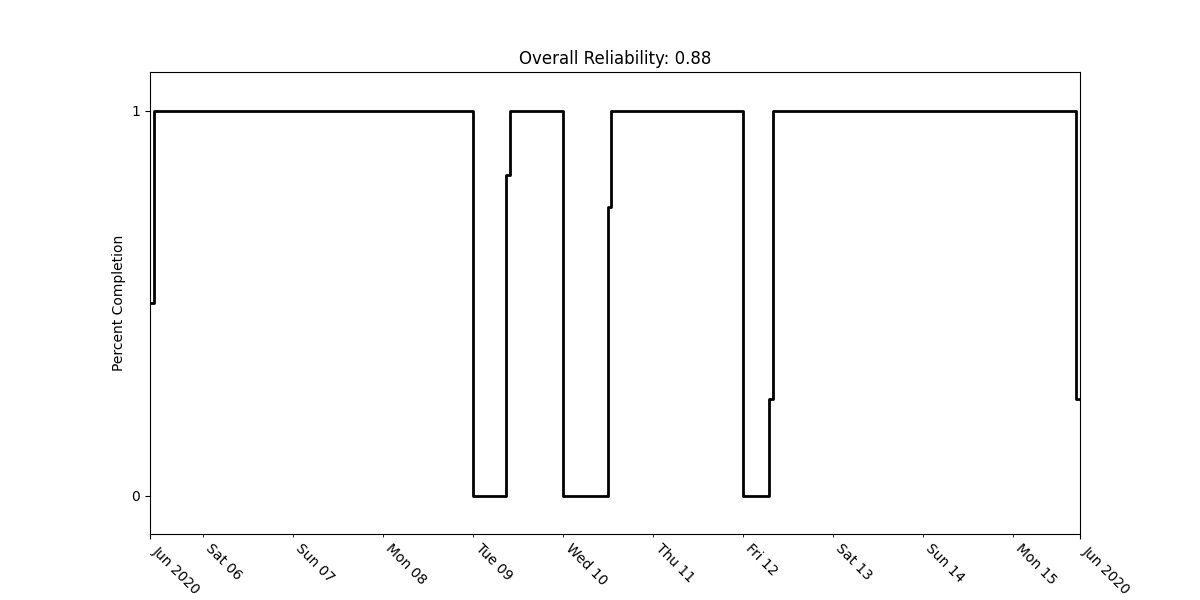 Overall Reliability: 0.88
1
Percent Completion
0
Jun 2020
Sat 06
Sun 07
Mon 08
Tue 09
Wed 10
Thu 11
Fri 12
Sat 13
Sun 14
Mon 15
Jun 2020